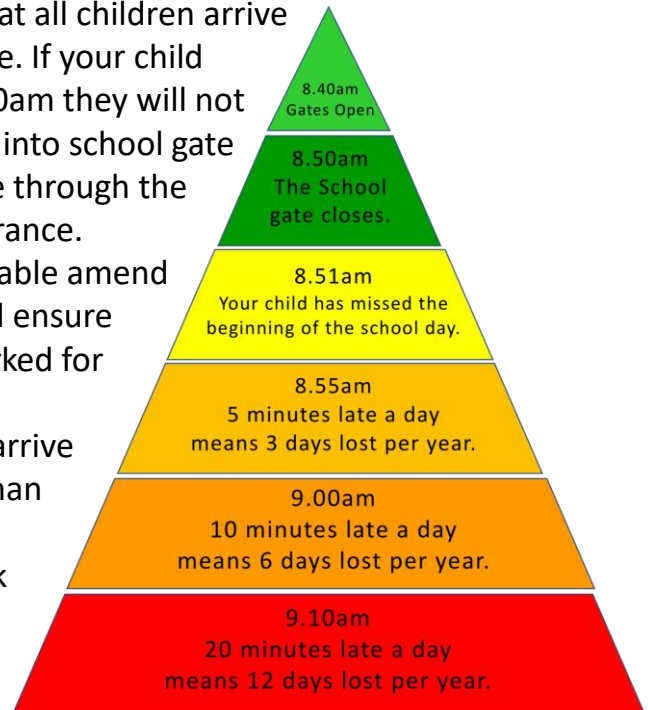 at all children arrive
e. If your child
0am they will not
into school gate
e through the
rance.
able amend
ensure
ked for
arrive
an
8.40am
Gates Open
8.50am
The School
gate closes.
8.51am
Your child has missed the
beginning of the school day.
8.55am
5 minutes late a day
means 3 days lost per year.
9.00am
10 minutes late a day
means 6 days lost per year.
9.10am
20 minutes late a day
means 12 days lost per year.